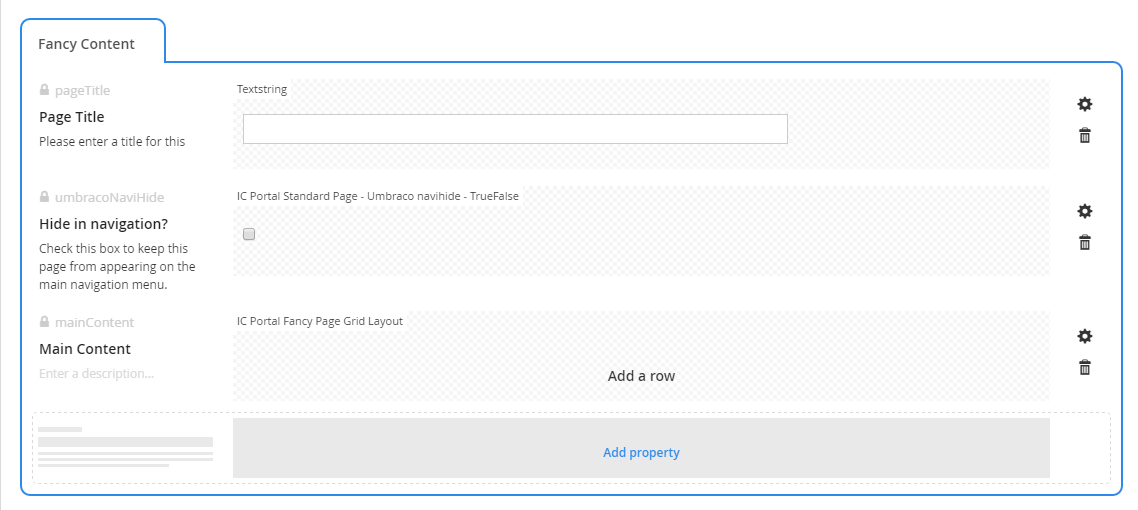 Fancy Content
pageTitle
Textstring
Page Title
Please enter a title for this
umbracoNaviHide
IC Portal Standard Page - Umbraco navihide - TrueFalse
Hide in navigation?
Check this box to keep this
page from appearing on the
main navigation menu.
mainContent
IC Portal Fancy Page Grid Layout
Main Content
Enter a description...
Add a row
Add property